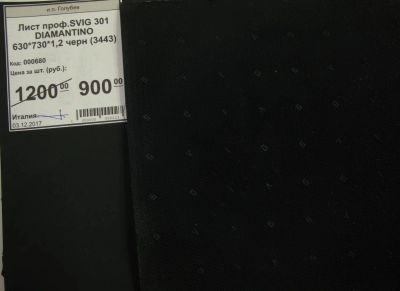 и.п. Голубев
Лист проф.SVIG 301
DIAMANTINO
630*730*1,2 черн (3443)
Код: 000680
Цена за шт. (руб.):
1200 00 900 00
Италия
03.12.2017